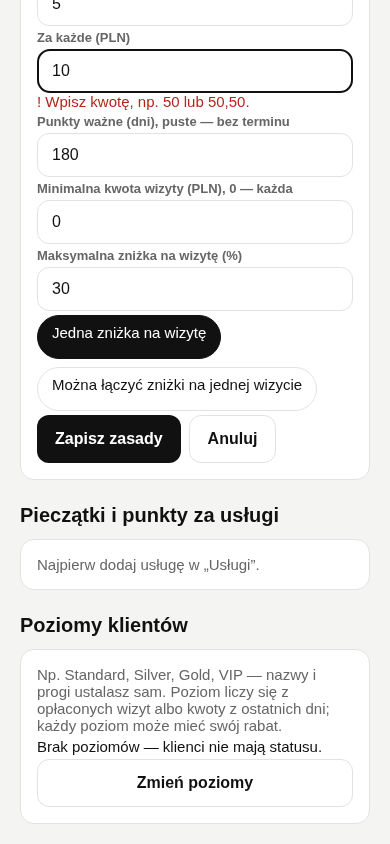 5
Za każde (PLN)
10
! Wpisz kwotę, np. 50 lub 50,50.
Punkty ważne (dni), puste — bez terminu
180
Minimalna kwota wizyty (PLN), 0 — każda
0
Maksymalna zniżka na wizytę (%)
30
Jedna zniżka na wizytę
Można łączyć zniżki na jednej wizycie
Zapisz zasady Anuluj
Pieczątki i punkty za usługi
Najpierw dodaj usługę w „Usługi”.
Poziomy klientów
Np. Standard, Silver, Gold, VIP — nazwy i
progi ustalasz sam. Poziom liczy się z
opłaconych wizyt albo kwoty z ostatnich dni;
każdy poziom może mieć swój rabat.
Brak poziomów — klienci nie mają statusu.
Zmień poziomy